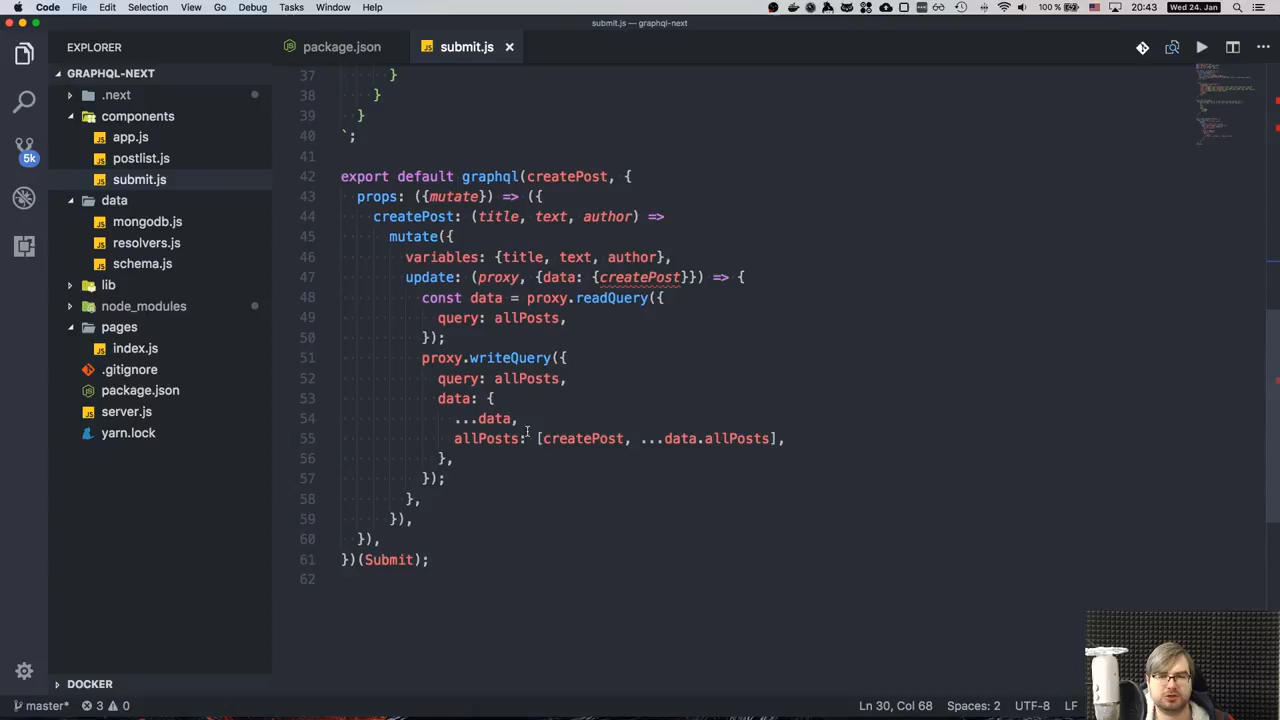 Code File Edit Selection View Go Debug Tasks Window Help 100 % 20:43 Wed 24. Jan
submit.js — graphql-next
EXPLORER
package.json
submit.js
GRAPHQL-NEXT
.next
components
app.js
postlist.js
submit.js
data
mongodb.js
resolvers.js
schema.js
lib
node_modules
pages
index.js
.gitignore
package.json
server.js
yarn.lock
DOCKER
5k
37 }
38 }
39 }
40 `;
41
42 export default graphql(createPost, {
43 props: ({mutate}) => ({
44 createPost: (title, text, author) =>
45 mutate({
46 variables: {title, text, author},
47 update: (proxy, {data: {createPost}}) => {
48 const data = proxy.readQuery({
49 query: allPosts,
50 });
51 proxy.writeQuery({
52 query: allPosts,
53 data: {
54 ...data,
55 allPosts: [createPost, ...data.allPosts],
56 },
57 });
58 },
59 }),
60 }),
61 })(Submit);
62
master* 3 0 Ln 30, Col 68 Spaces: 2 UTF-8 LF